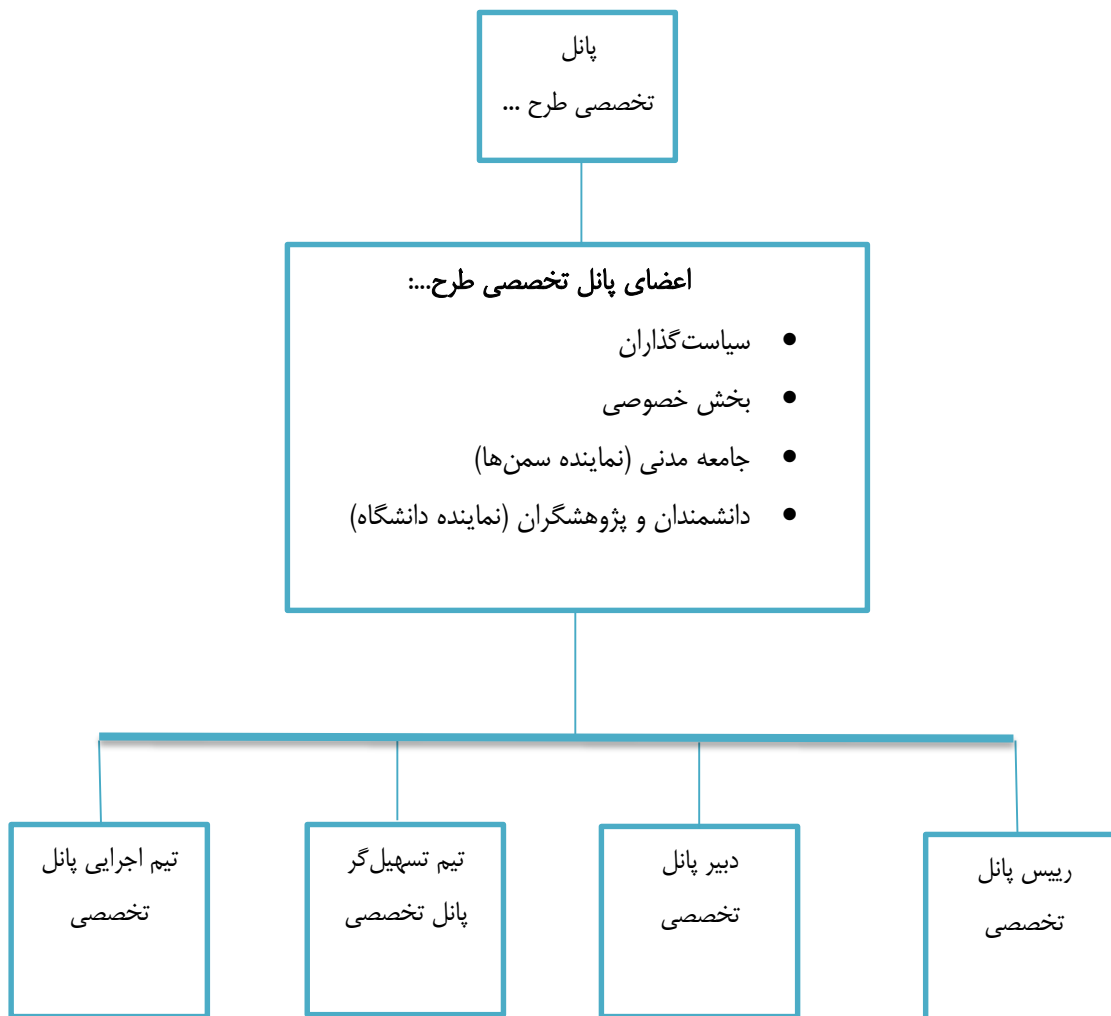 پانل
تخصصی طرح ...
اعضای پانل تخصصی طرح...:
• سیاست‌گذاران
• بخش خصوصی
• جامعه مدنی (نماینده سمن‌ها)
• دانشمندان و پژوهشگران (نماینده دانشگاه)
رییس پانل
تخصصی
دبیر پانل
تخصصی
تیم تسهیل‌گر
پانل تخصصی
تیم اجرایی پانل
تخصصی